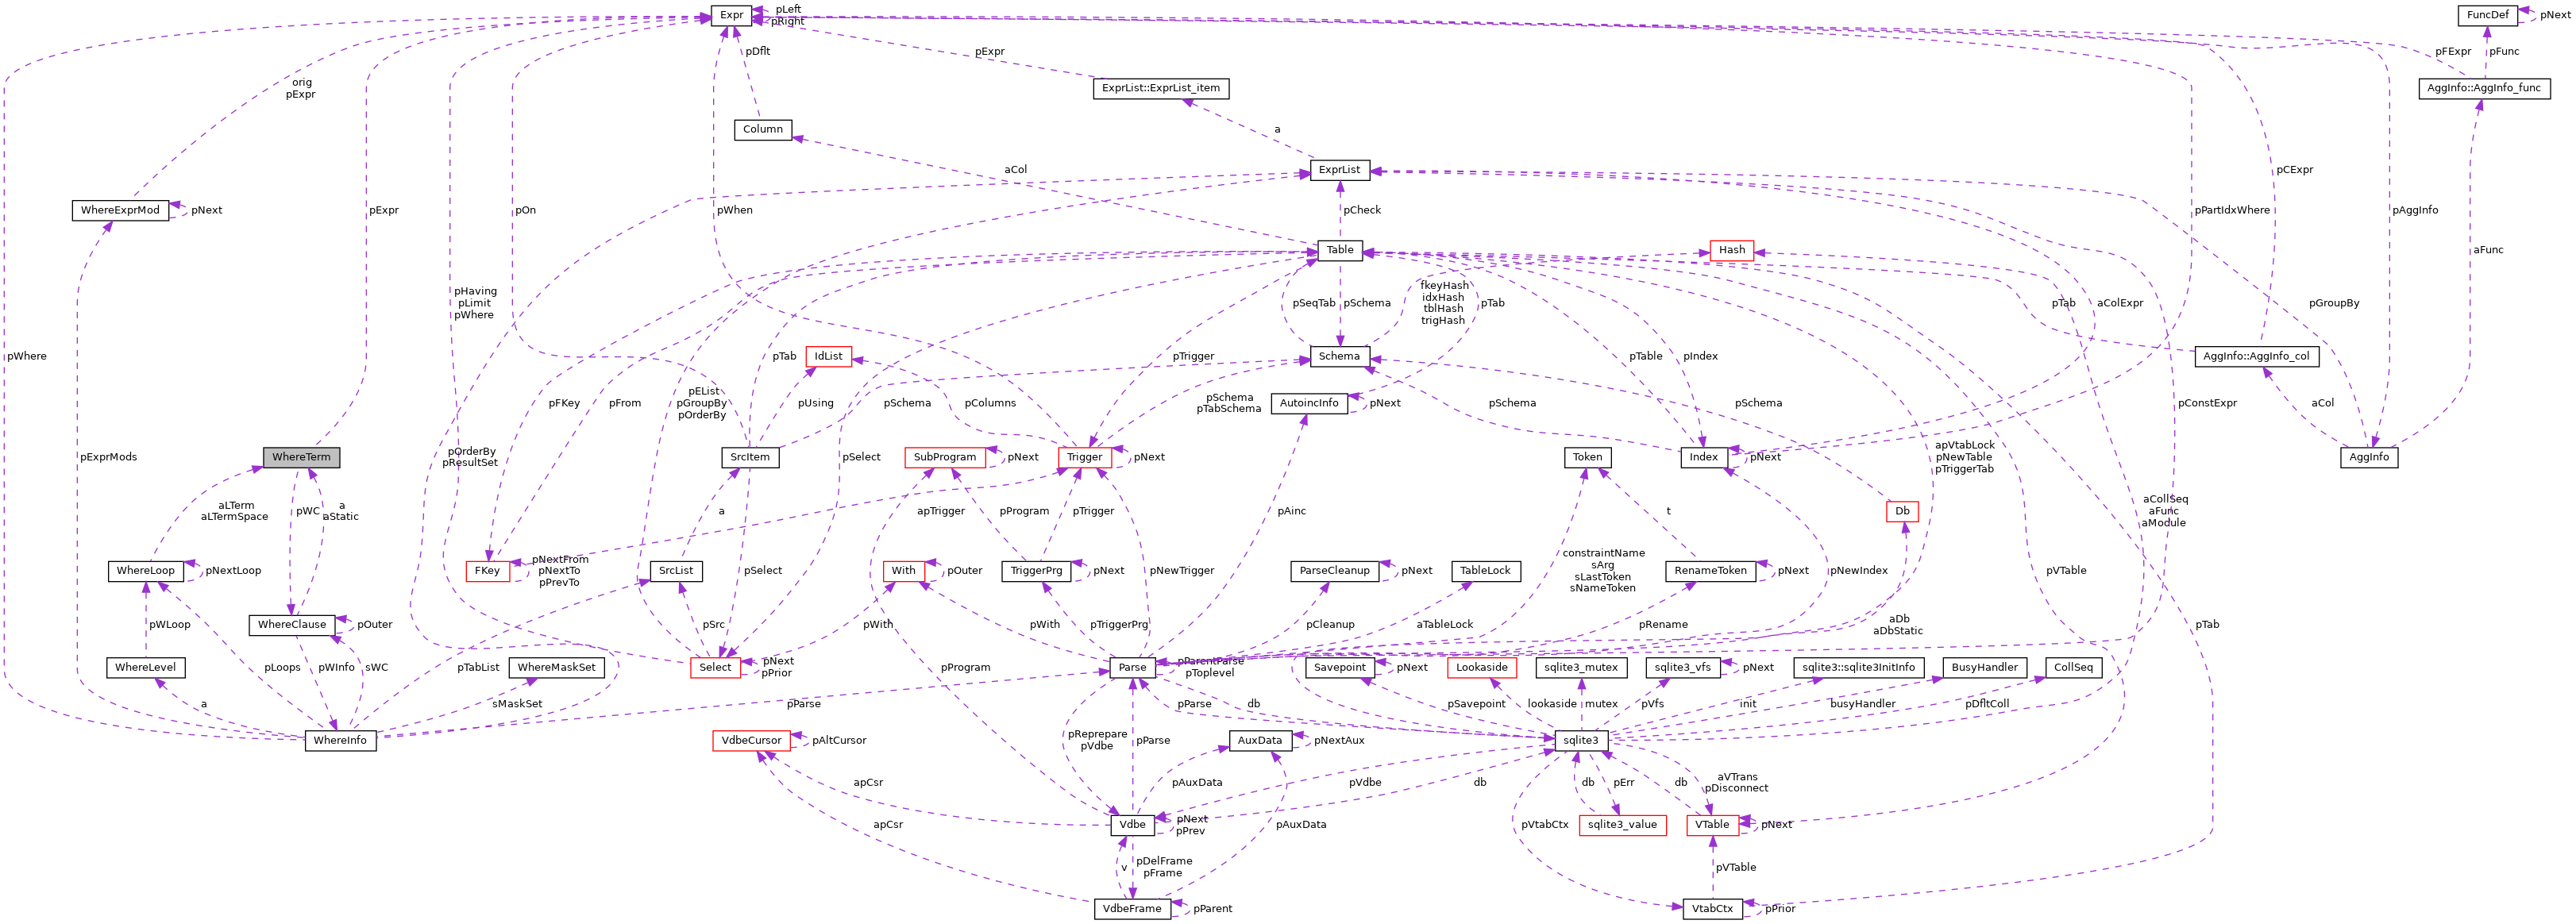 Expr
pLeft
pRight
FuncDef
pNext
pDflt
pExpr
pFExpr
pFunc
orig
pExpr
ExprList::ExprList_item
AggInfo::AggInfo_func
Column
a
aCol
ExprList
pCExpr
WhereExprMod
pNext
pExpr
pOn
pWhen
pCheck
pPartIdxWhere
pAggInfo
Table
Hash
aFunc
pHaving
pLimit
pWhere
pSeqTab
pSchema
fkeyHash
idxHash
tblHash
trigHash
pTab
pTab
aColExpr
pGroupBy
pWhere
pTab
IdList
pTrigger
Schema
pTable
pIndex
AggInfo::AggInfo_col
pFKey
pFrom
pEList
pGroupBy
pOrderBy
pUsing
pSchema
pColumns
pSchema
pTabSchema
AutoincInfo
pNext
pSchema
pSchema
pConstExpr
aCol
pExprMods
WhereTerm
pOrderBy
pResultSet
SrcItem
pSelect
SubProgram
pNext
Trigger
pNext
Token
Index
pNext
apVtabLock
pNewTable
pTriggerTab
AggInfo
aLTerm
aLTermSpace
pWC
a
aStatic
a
apTrigger
pProgram
pTrigger
pAinc
t
Db
aCollSeq
aFunc
aModule
WhereLoop
pNextLoop
FKey
pNextFrom
pNextTo
pPrevTo
SrcList
pSelect
With
pOuter
TriggerPrg
pNext
pNewTrigger
ParseCleanup
pNext
TableLock
constraintName
sArg
sLastToken
sNameToken
RenameToken
pNext
pNewIndex
pVTable
pWLoop
WhereClause
pOuter
pSrc
pWith
pWith
pTriggerPrg
pCleanup
aTableLock
pRename
aDb
aDbStatic
pTab
WhereLevel
pLoops
pWInfo
sWC
pTabList
WhereMaskSet
Select
pNext
pPrior
pProgram
Parse
pParentParse
pToplevel
Savepoint
pNext
Lookaside
sqlite3_mutex
sqlite3_vfs
pNext
sqlite3::sqlite3InitInfo
BusyHandler
CollSeq
a
sMaskSet
pParse
pParse
db
pSavepoint
lookaside
mutex
pVfs
init
busyHandler
pDfltColl
WhereInfo
VdbeCursor
pAltCursor
pReprepare
pVdbe
pParse
AuxData
pNextAux
sqlite3
apCsr
pAuxData
pVdbe
db
db
pErr
db
aVTrans
pDisconnect
apCsr
Vdbe
pNext
pPrev
pAuxData
pVtabCtx
sqlite3_value
VTable
pNext
v
pDelFrame
pFrame
pVTable
VdbeFrame
pParent
VtabCtx
pPrior